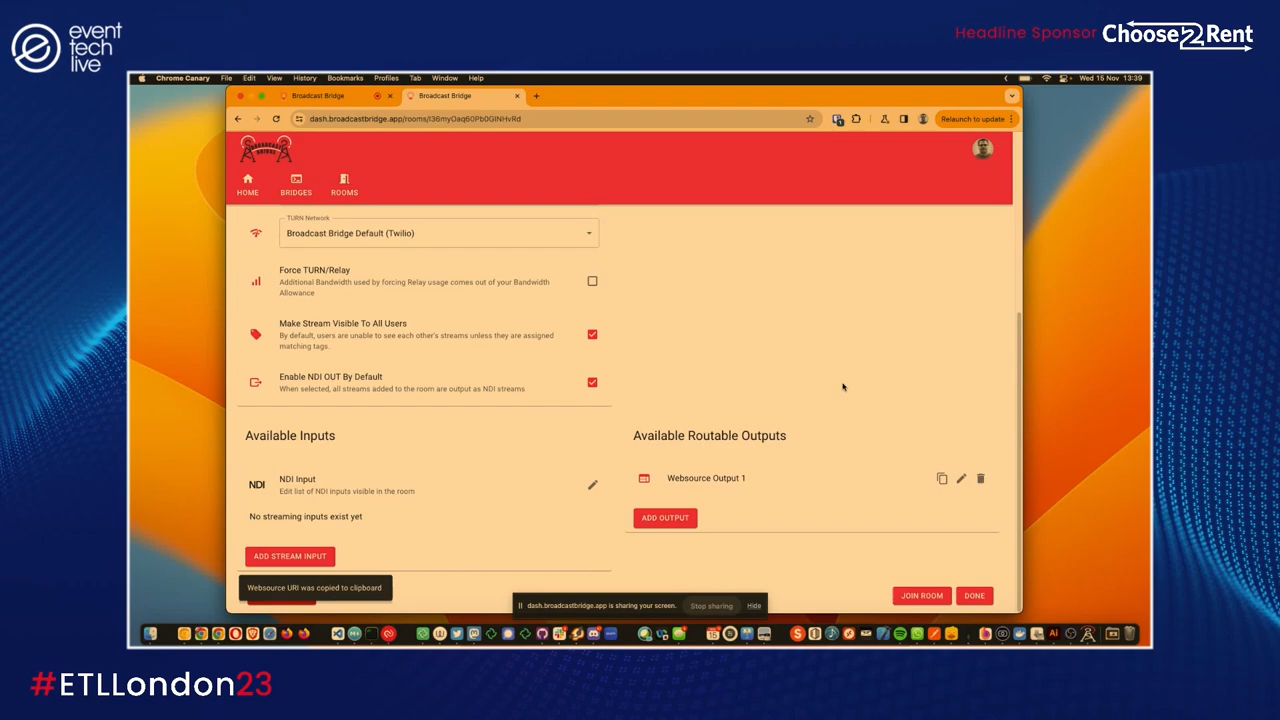 event
tech
live
Headline Sponsor Choose2Rent
Chrome Canary File Edit View History Bookmarks Profiles Tab Window Help Wed 15 Nov 13:39
Broadcast Bridge Broadcast Bridge
dash.broadcastbridge.app/rooms/ Relaunch to update
BROADCAST
BRIDGE
HOME BRIDGES ROOMS
TURN Network
Broadcast Bridge Default (Twilio)
Force TURN/Relay
Additional Bandwidth used by forcing Relay usage comes out of your Bandwidth
Allowance
Make Stream Visible To All Users
By default, users are unable to see each other's streams unless they are assigned
matching tags.
Enable NDI OUT By Default
When selected, all streams added to the room are output as NDI streams
Available Inputs
NDI NDI Input
Edit list of NDI inputs visible in the room
No streaming inputs exist yet
ADD STREAM INPUT
Available Routable Outputs
Websource Output 1
ADD OUTPUT
Websource URI was copied to clipboard
JOIN ROOM DONE
dash.broadcastbridge.app is sharing your screen. Stop sharing Hide
#ETLLondon23